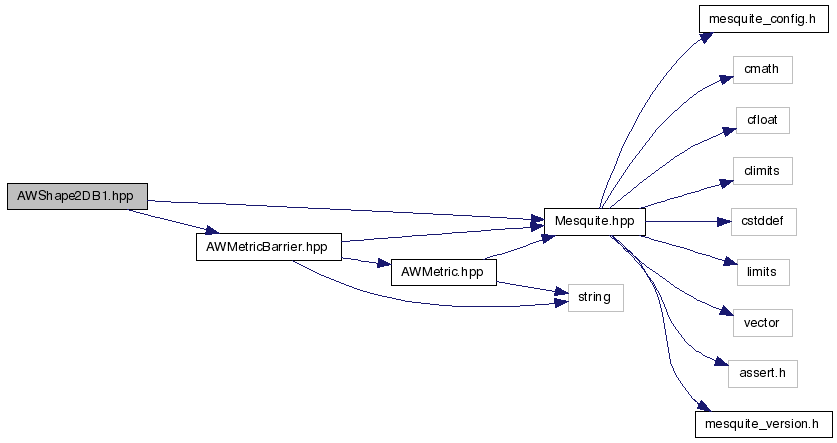 mesquite_config.h
cmath
cfloat
climits
AWShape2DB1.hpp
Mesquite.hpp
cstddef
AWMetricBarrier.hpp
AWMetric.hpp
limits
string
vector
assert.h
mesquite_version.h